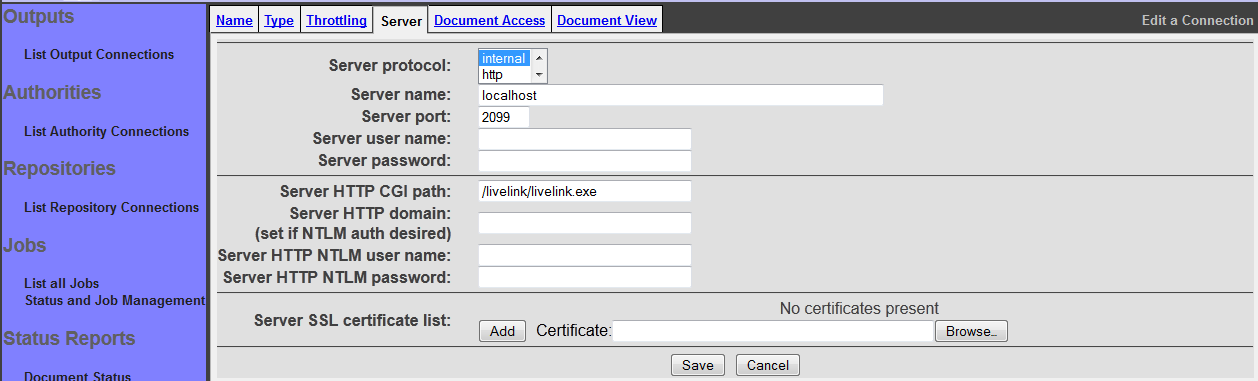 Outputs
List Output Connections
Authorities
List Authority Connections
Repositories
List Repository Connections
Jobs
List all Jobs
Status and Job Management
Status Reports
Document Status
Name Type Throttling Server Document Access Document View Edit a Connection
Server protocol: internal
http
Server name: localhost
Server port: 2099
Server user name:
Server password:
Server HTTP CGI path: /livelink/livelink.exe
Server HTTP domain:
(set if NTLM auth desired)
Server HTTP NTLM user name:
Server HTTP NTLM password:
No certificates present
Server SSL certificate list:
Add Certificate: Browse...
Save Cancel